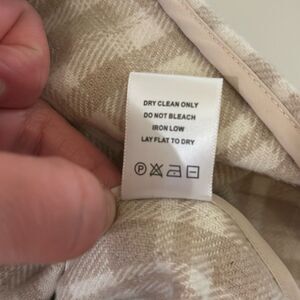 DRY CLEAN ONLY
DO NOT BLEACH
IRON LOW
LAY FLAT TO DRY
P